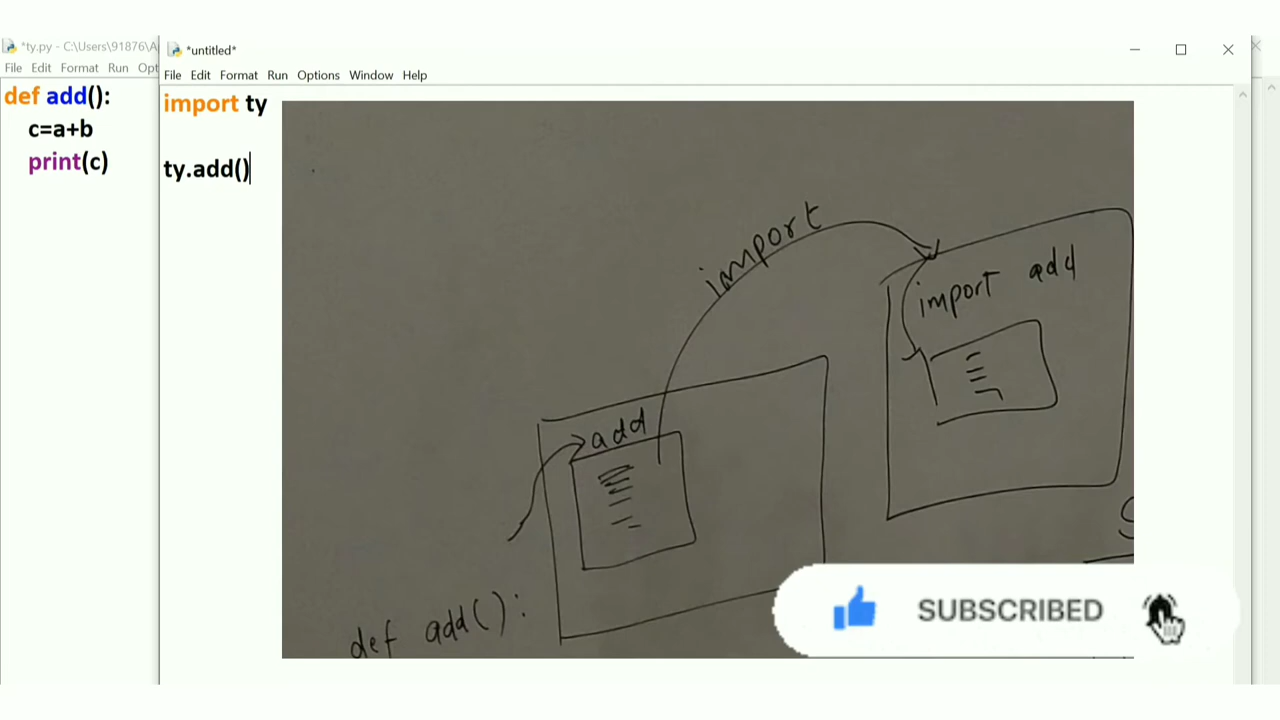 *ty.py - C:\Users\91876\A
File Edit Format Run Opt
def add():
c=a+b
print(c)
*untitled*
File Edit Format Run Options Window Help
import ty
ty.add()
import
import add
add
def add():
SUBSCRIBED